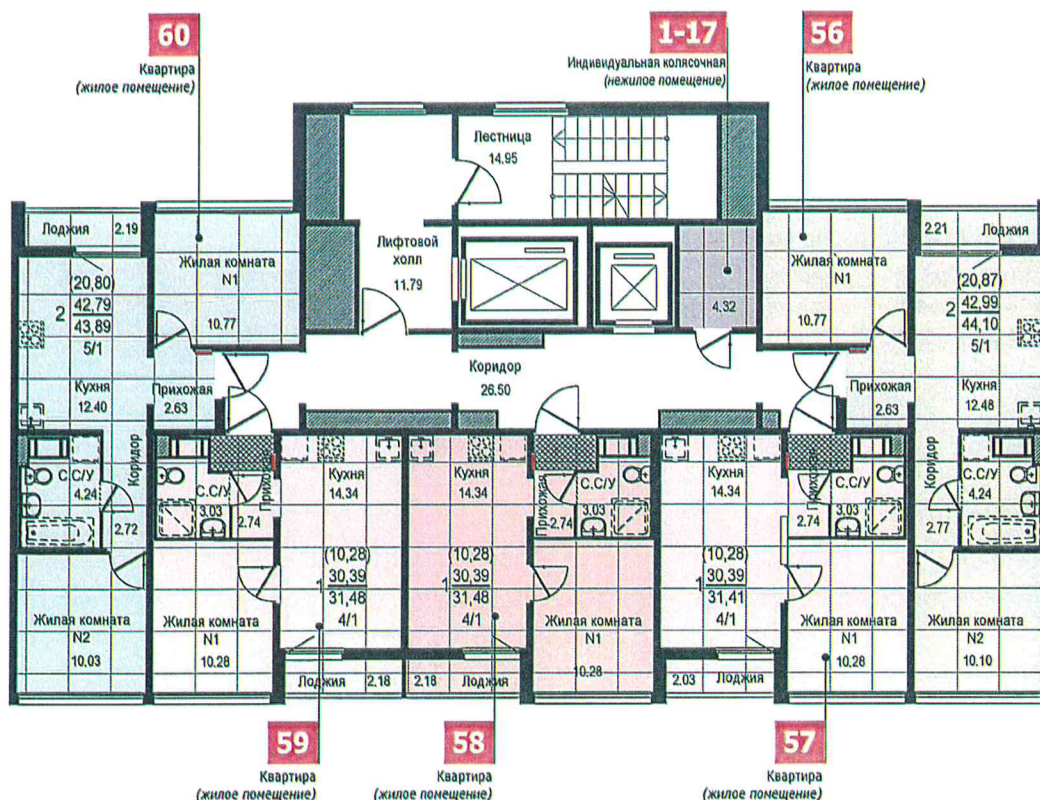 60
Квартира
(жилое помещение)
1-17
Индивидуальная колясочная
(нежилое помещение)
56
Квартира
(жилое помещение)
Лестница
14.95
Лоджия 2.19
Жилая комната
N1
10.77
Лифтовой
холл
11.79
4.32
Жилая комната
N1
10.77
2.21 Лоджия
(20,80)
2 42,79
43,89
5/1
(20,87)
2 42,99
44,10
5/1
Коридор
26.50
Кухня
12.40
Прихожая
2.63
Прихожая
2.63
Кухня
12.48
С.С/У
4.24
Коридор
2.72
С.С/У
3.03
Прихожая
2.74
Кухня
14.34
Кухня
14.34
Прихожая
2.74
С.С/У
3.03
Кухня
14.34
Прихожая
2.74
С.С/У
3.03
Коридор
2.77
С.С/У
4.24
(10,28)
1 30,39
31,48
4/1
(10,28)
1 30,39
31,48
4/1
(10,28)
1 30,39
31,41
4/1
Жилая комната
N2
10.03
Жилая комната
N1
10.28
Жилая комната
N1
10.28
Жилая комната
N1
10.28
Жилая комната
N2
10.10
Лоджия 2.18
2.18 Лоджия
2.03 Лоджия
59
Квартира
(жилое помещение)
58
Квартира
(жилое помещение)
57
Квартира
(жилое помещение)